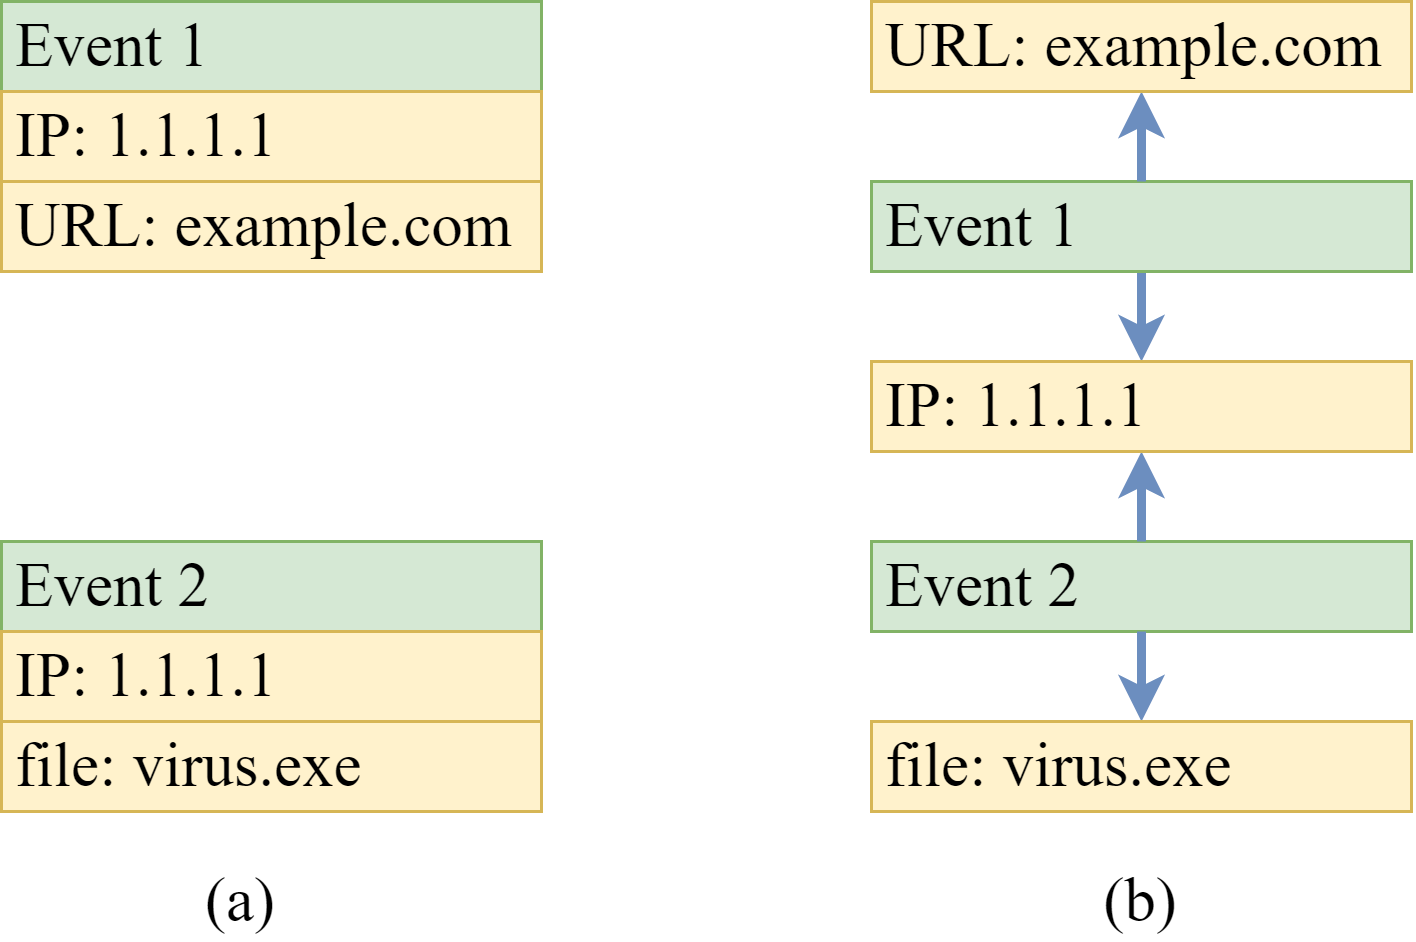 Event 1
IP: 1.1.1.1
URL: example.com
Event 2
IP: 1.1.1.1
file: virus.exe
(a)
URL: example.com
Event 1
IP: 1.1.1.1
Event 2
file: virus.exe
(b)